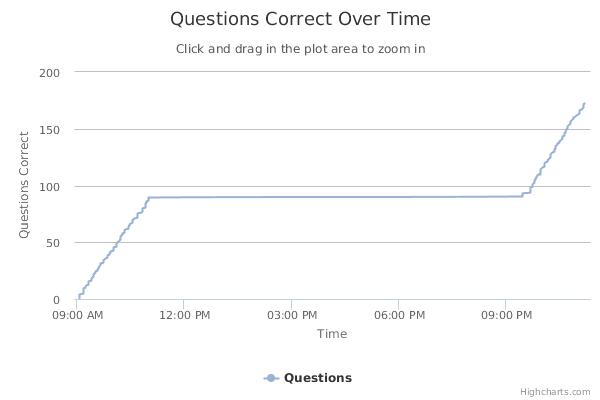 Questions Correct Over Time
Click and drag in the plot area to zoom in
Questions Correct
200
150
100
50
0
09:00 AM 12:00 PM 03:00 PM 06:00 PM 09:00 PM
Time
Questions
Highcharts.com